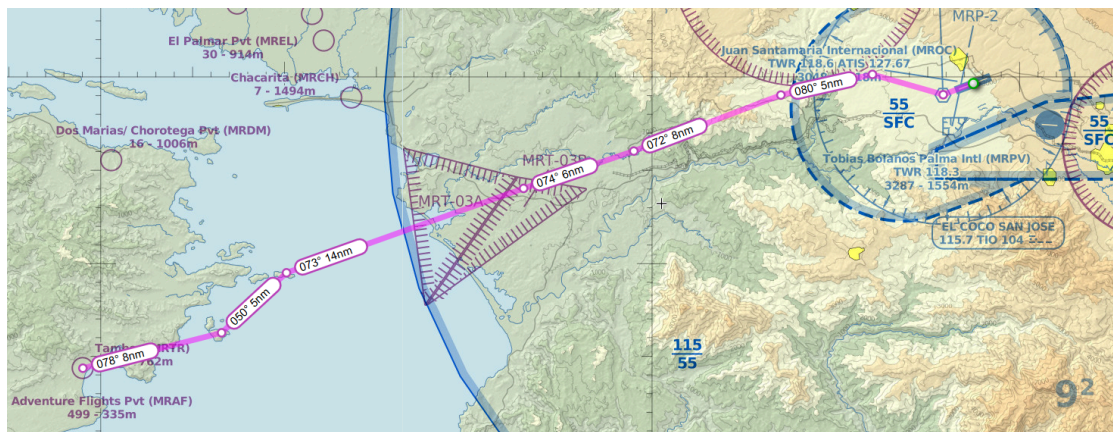 MRP-2
El Palmar Pvt (MREL)
30 - 914m
Juan Santamaria Internacional (MROC)
TWR 118.6 ATIS 127.67
Chacarita (MRCH)
7 - 1494m
080° 5nm
55
SFC
55
SFC
Dos Marias/ Chorotega Pvt (MRDM)
16 - 1006m
072° 8nm
MRT-03B
074° 6nm
Tobias Bolanos Palma Intl (MRPV)
TWR 118.3
3287 - 1554m
MRT-03A
EL COCO SAN JOSE
115.7 TIO 104
073° 14nm
050° 5nm
078° 8nm
115
55
Adventure Flights Pvt (MRAF)
499 - 335m
9²